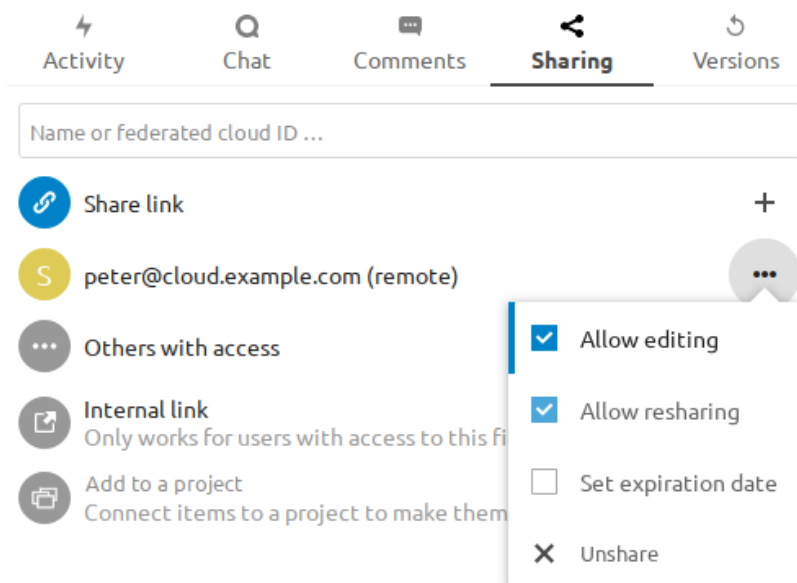 Activity Chat Comments Sharing Versions
Name or federated cloud ID ...
Share link
S peter@cloud.example.com (remote)
Allow editing
Others with access
Allow resharing
Internal link
Only works for users with access to this fi
Add to a project
Set expiration date
Connect items to a project to make them
Unshare